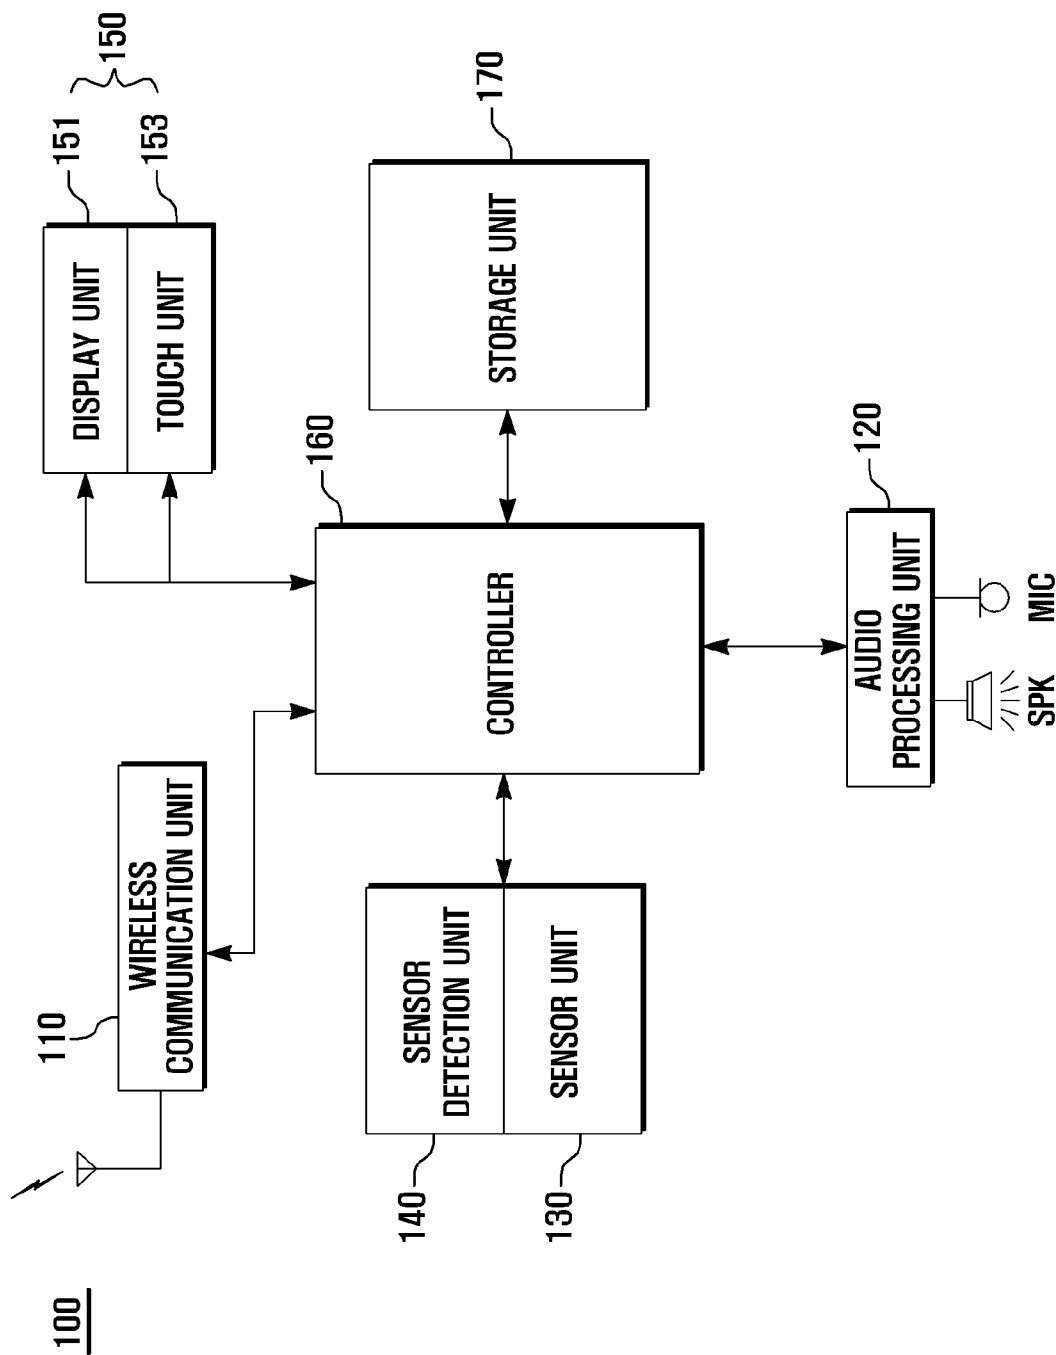 100
110
WIRELESS
COMMUNICATION UNIT
150
151
DISPLAY UNIT
153
TOUCH UNIT
140
SENSOR
DETECTION UNIT
130
SENSOR UNIT
160
CONTROLLER
170
STORAGE UNIT
120
AUDIO
PROCESSING UNIT
SPK
MIC